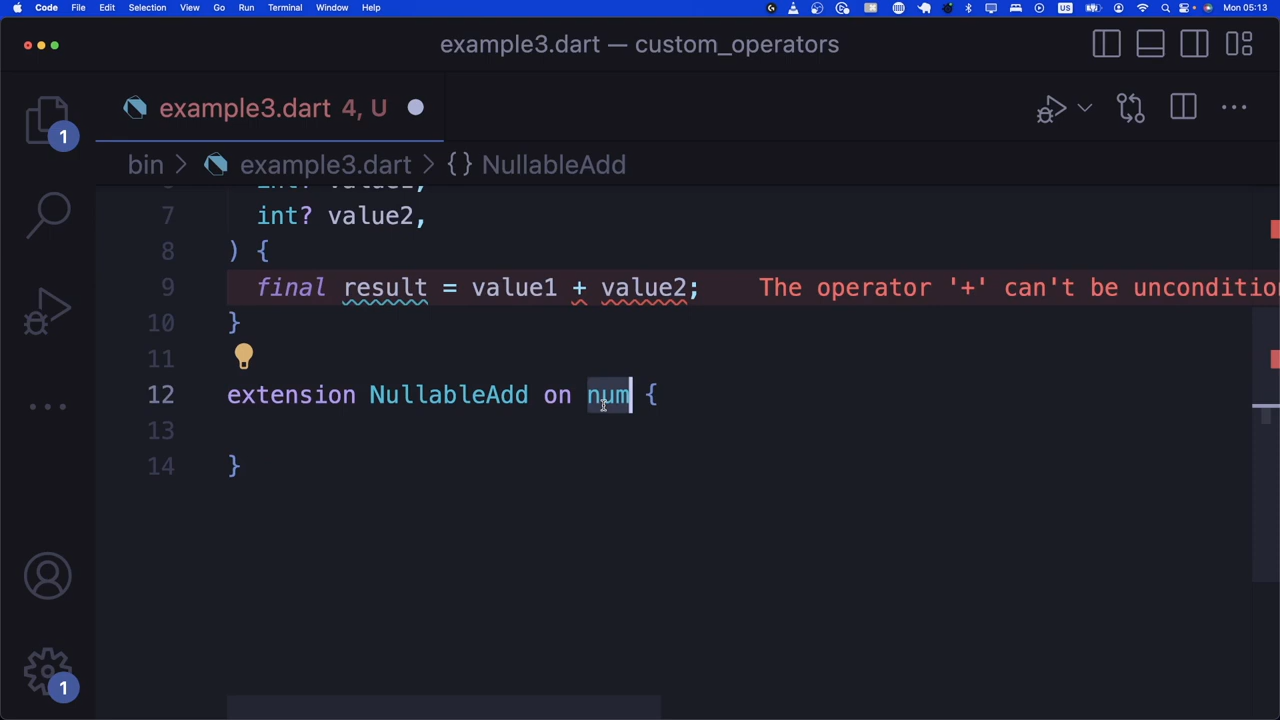 Code File Edit Selection View Go Run Terminal Window Help US Mon 05:13
example3.dart — custom_operators
example3.dart 4, U
bin > example3.dart > {} NullableAdd
7 int? value2,
8 ) {
9 final result = value1 + value2; The operator '+' can't be unconditio
10 }
11
12 extension NullableAdd on num {
13
14 }
1
1